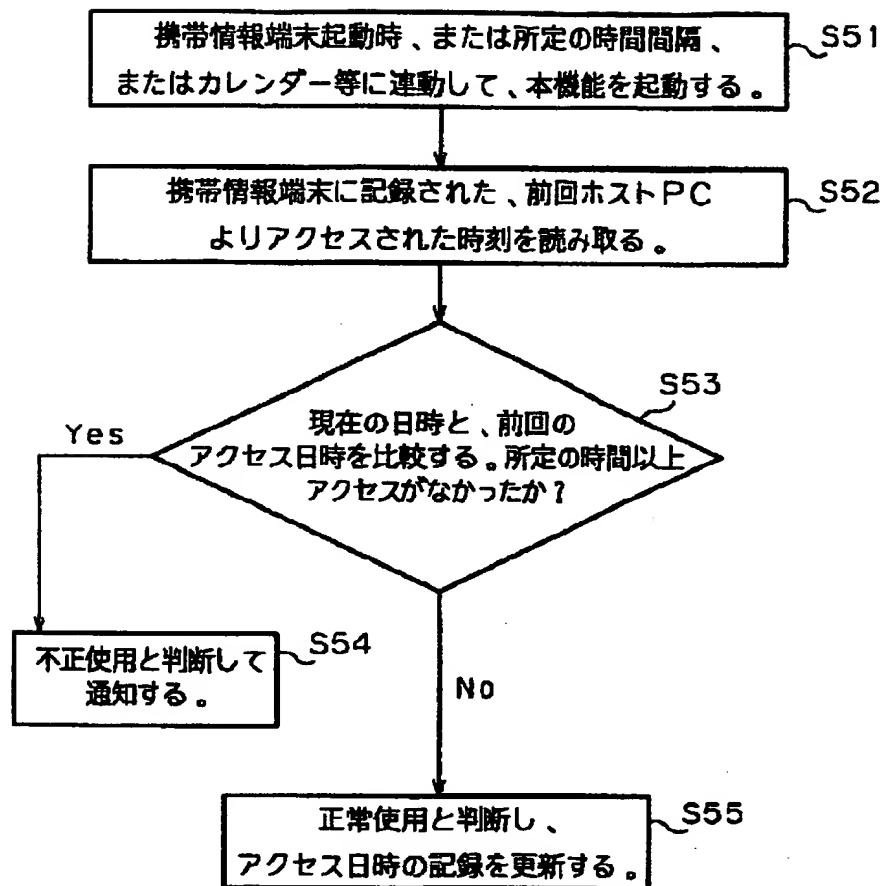 携帯情報端末起動時、または所定の時間間隔、
またはカレンダー等に連動して、本機能を起動する。
S51
携帯情報端末に記録された、前回ホストPC
よりアクセスされた時刻を読み取る。
S52
現在の日時と、前回の
アクセス日時を比較する。所定の時間以上
アクセスがなかったか？
S53
Yes
不正使用と判断して
通知する。
S54
No
正常使用と判断し、
アクセス日時の記録を更新する。
S55